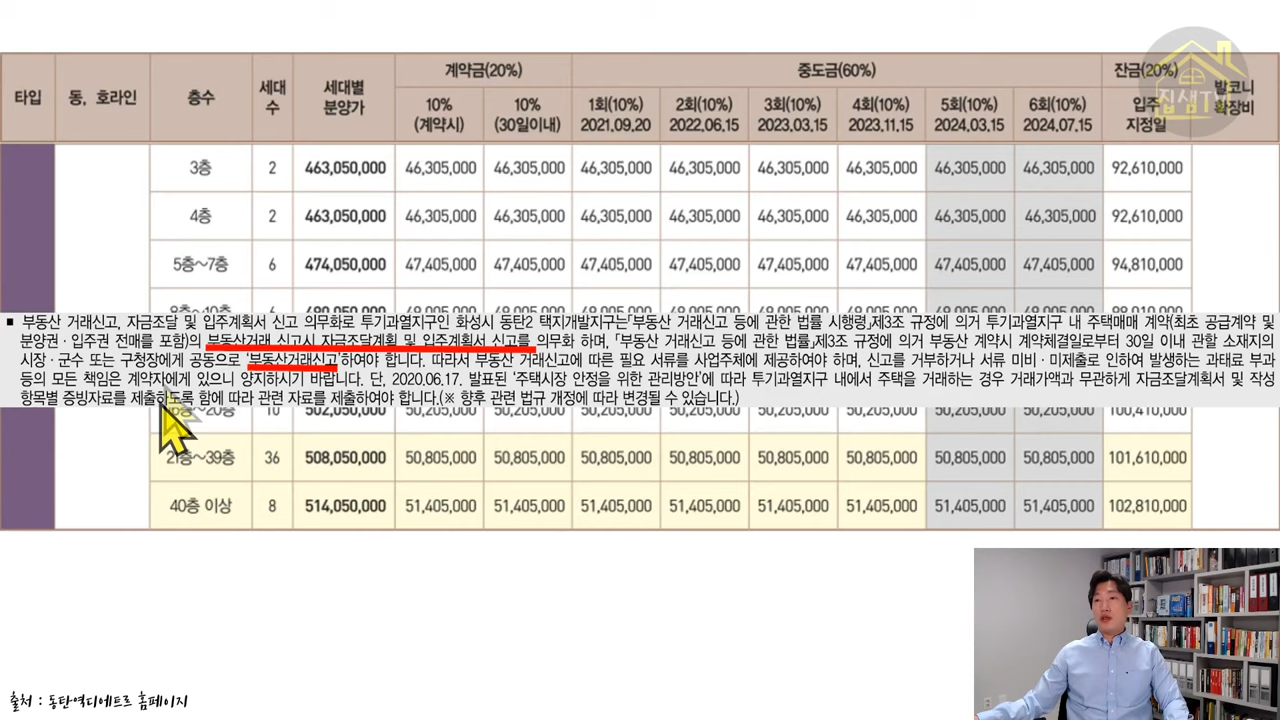 타입 동, 호라인 층수 세대수 세대별 분양가 계약금(20%) 중도금(60%) 잔금(20%) 발코니 확장비
10% (계약시) 10% (30일이내) 1회(10%) 2021.09.20 2회(10%) 2022.06.15 3회(10%) 2023.03.15 4회(10%) 2023.11.15 5회(10%) 2024.03.15 6회(10%) 2024.07.15 입주 지정일
집샘T
3층 2 463,050,000 46,305,000 46,305,000 46,305,000 46,305,000 46,305,000 46,305,000 46,305,000 46,305,000 92,610,000
4층 2 463,050,000 46,305,000 46,305,000 46,305,000 46,305,000 46,305,000 46,305,000 46,305,000 46,305,000 92,610,000
5층~7층 6 474,050,000 47,405,000 47,405,000 47,405,000 47,405,000 47,405,000 47,405,000 47,405,000 47,405,000 94,810,000
■ 부동산 거래신고, 자금조달 및 입주계획서 신고 의무화로 투기과열지구인 화성시 동탄2 택지개발지구는「부동산 거래신고 등에 관한 법률 시행령」제3조 규정에 의거 투기과열지구 내 주택매매 계약(최초 공급계약 및
분양권·입주권 전매를 포함)의 부동산거래 신고시 자금조달계획 및 입주계획서 신고를 의무화 하며, 「부동산 거래신고 등에 관한 법률」제3조 규정에 의거 부동산 계약시 계약체결일로부터 30일 이내 관할 소재지의
시장·군수 또는 구청장에게 공동으로 '부동산거래신고'하여야 합니다. 따라서 부동산 거래신고에 따른 필요 서류를 사업주체에 제공하여야 하며, 신고를 거부하거나 서류 미비·미제출로 인하여 발생하는 과태료 부과
등의 모든 책임은 계약자에게 있으니 양지하시기 바랍니다. 단, 2020.06.17. 발표된 '주택시장 안정을 위한 관리방안'에 따라 투기과열지구 내에서 주택을 거래하는 경우 거래가액과 무관하게 자금조달계획서 및 작성
항목별 증빙자료를 제출하도록 함에 따라 관련 자료를 제출하여야 합니다.(※ 향후 관련 법규 개정에 따라 변경될 수 있습니다.)
10 502,050,000 50,205,000 50,205,000 50,205,000 50,205,000 50,205,000 50,205,000 50,205,000 50,205,000 100,410,000
21층~39층 36 508,050,000 50,805,000 50,805,000 50,805,000 50,805,000 50,805,000 50,805,000 50,805,000 50,805,000 101,610,000
40층 이상 8 514,050,000 51,405,000 51,405,000 51,405,000 51,405,000 51,405,000 51,405,000 51,405,000 51,405,000 102,810,000
출처 : 동탄역디에트르 홈페이지